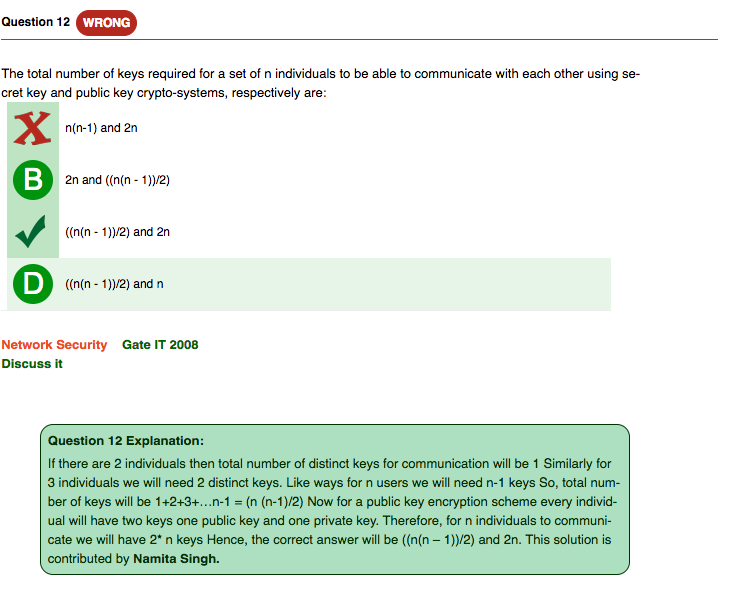 Question 12 WRONG
The total number of keys required for a set of n individuals to be able to communicate with each other using se-
cret key and public key crypto-systems, respectively are:
X n(n-1) and 2n
B 2n and ((n(n - 1))/2)
((n(n - 1))/2) and 2n
D ((n(n - 1))/2) and n
Network Security Gate IT 2008
Discuss it
Question 12 Explanation:
If there are 2 individuals then total number of distinct keys for communication will be 1 Similarly for
3 individuals we will need 2 distinct keys. Like ways for n users we will need n-1 keys So, total num-
ber of keys will be 1+2+3+…n-1 = (n (n-1)/2) Now for a public key encryption scheme every individ-
ual will have two keys one public key and one private key. Therefore, for n individuals to communi-
cate we will have 2* n keys Hence, the correct answer will be ((n(n – 1))/2) and 2n. This solution is
contributed by Namita Singh.